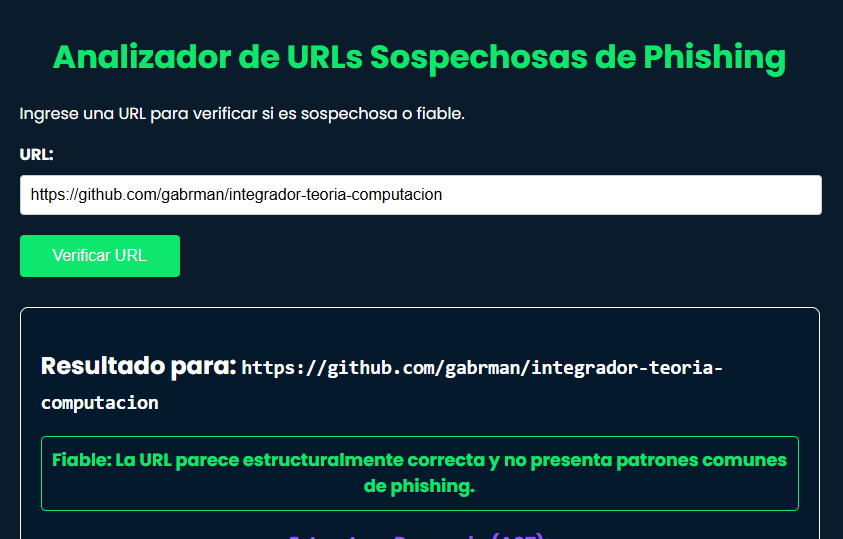 Analizador de URLs Sospechosas de Phishing
Ingrese una URL para verificar si es sospechosa o fiable.
URL:
https://github.com/gabrman/integrador-teoria-computacion
Verificar URL
Resultado para: https://github.com/gabrman/integrador-teoria-
computacion
Fiable: La URL parece estructuralmente correcta y no presenta patrones comunes
de phishing.